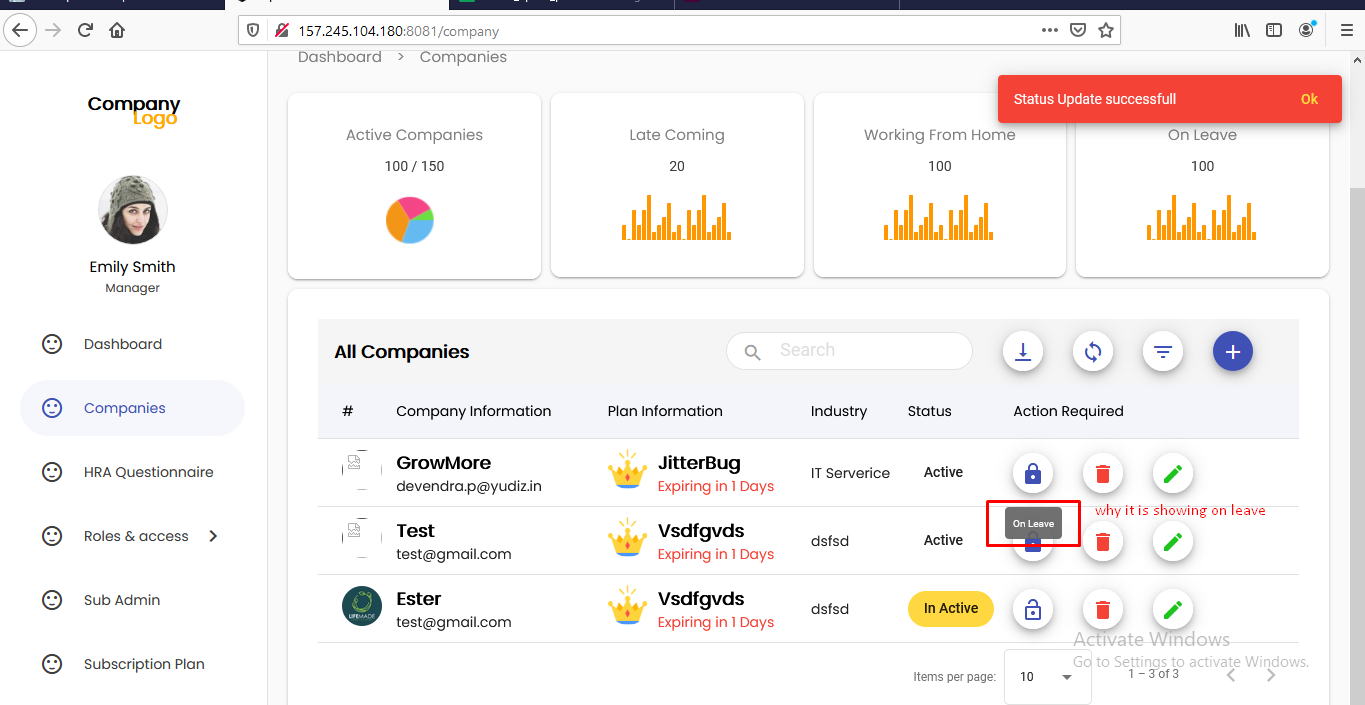 157.245.104.180:8081/company
Dashboard > Companies
Company
Logo
Status Update successfull Ok
Active Companies
100 / 150
Late Coming
20
Working From Home
100
On Leave
100
Emily Smith
Manager
Dashboard
Companies
HRA Questionnaire
Roles & access
Sub Admin
Subscription Plan
All Companies
Search
# Company Information Plan Information Industry Status Action Required
GrowMore JitterBug
devendra.p@yudiz.in Expiring in 1 Days IT Serverice Active
why it is showing on leave
On Leave
Test Vsdfgvds
test@gmail.com Expiring in 1 Days dsfsd Active
Ester Vsdfgvds
LIFEMADE
test@gmail.com Expiring in 1 Days dsfsd In Active
Activate Windows
Go to Settings to activate Windows.
Items per page: 10 1 – 3 of 3